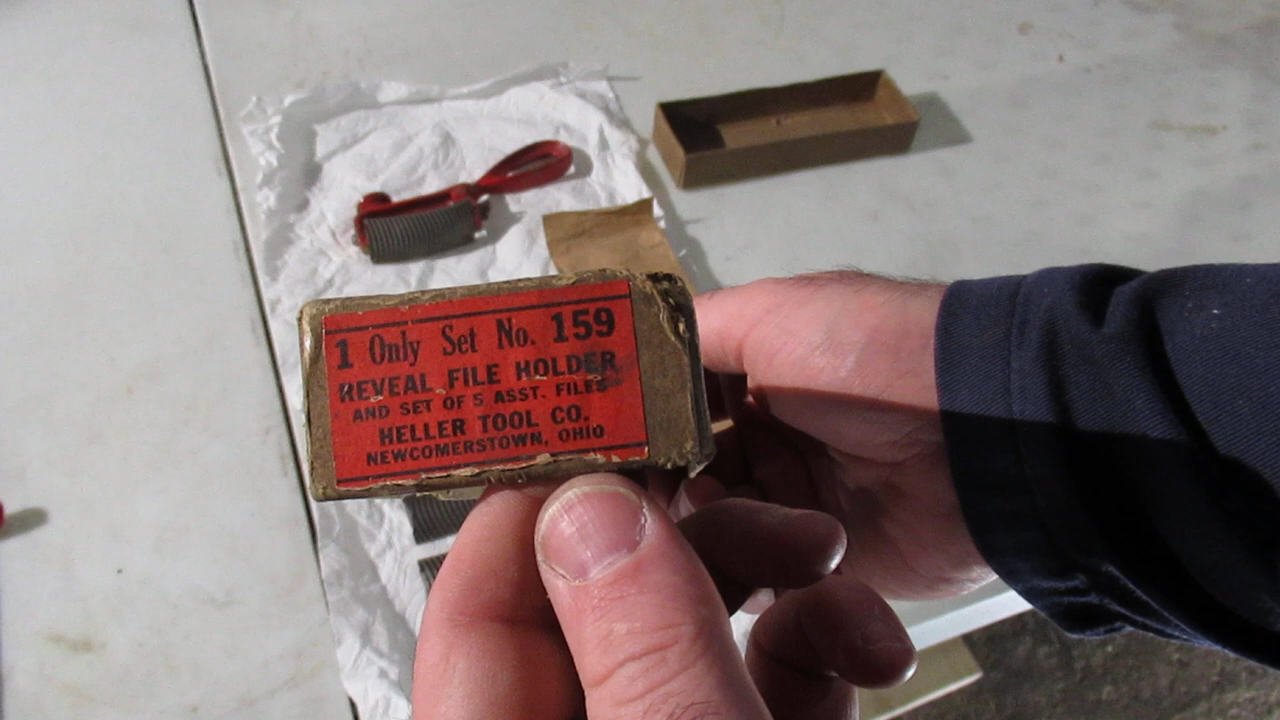 1 Only Set No. 159
REVEAL FILE HOLDER
AND SET OF 5 ASST. FILES
HELLER TOOL CO.
NEWCOMERSTOWN, OHIO